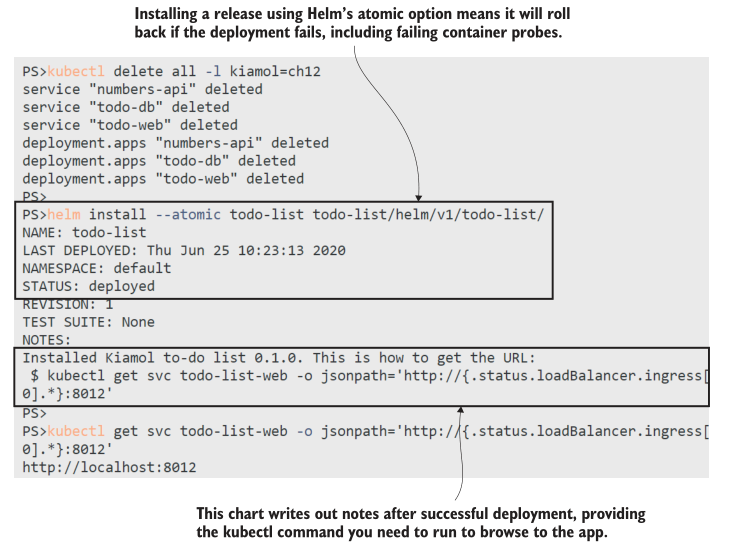 Installing a release using Helm’s atomic option means it will roll
back if the deployment fails, including failing container probes.
PS>kubectl delete all -l kiamol=ch12
service "numbers-api" deleted
service "todo-db" deleted
service "todo-web" deleted
deployment.apps "numbers-api" deleted
deployment.apps "todo-db" deleted
deployment.apps "todo-web" deleted
PS>
PS>helm install --atomic todo-list todo-list/helm/v1/todo-list/
NAME: todo-list
LAST DEPLOYED: Thu Jun 25 10:23:13 2020
NAMESPACE: default
STATUS: deployed
REVISION: 1
TEST SUITE: None
NOTES:
Installed Kiamol to-do list 0.1.0. This is how to get the URL:
 $ kubectl get svc todo-list-web -o jsonpath='http://{.status.loadBalancer.ingress[
0].*}:8012'
PS>
PS>kubectl get svc todo-list-web -o jsonpath='http://{.status.loadBalancer.ingress[
0].*}:8012'
http://localhost:8012
This chart writes out notes after successful deployment, providing
the kubectl command you need to run to browse to the app.